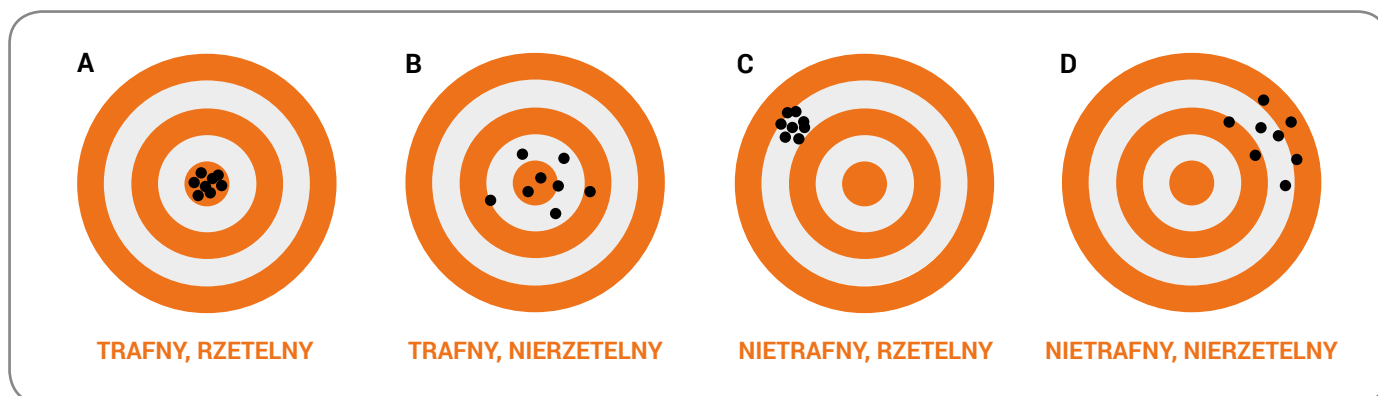 A
B
C
D
TRAFNY, RZETELNY
TRAFNY, NIERZETELNY
NIETRAFNY, RZETELNY
NIETRAFNY, NIERZETELNY